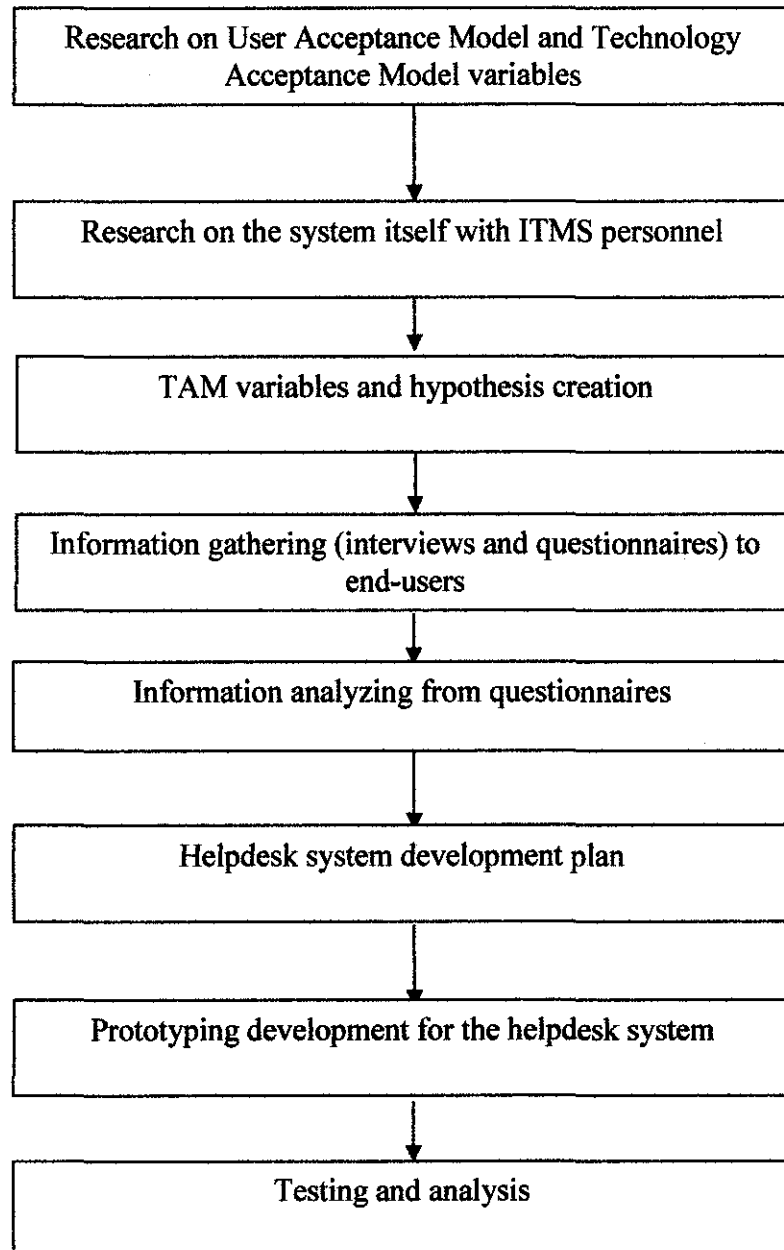 Research on User Acceptance Model and Technology
Acceptance Model variables
Research on the system itself with ITMS personnel
TAM variables and hypothesis creation
Information gathering (interviews and questionnaires) to
end-users
Information analyzing from questionnaires
Helpdesk system development plan
Prototyping development for the helpdesk system
Testing and analysis